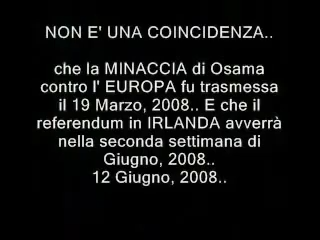 NON E' UNA COINCIDENZA..
che la MINACCIA di Osama
contro l' EUROPA fu trasmessa
il 19 Marzo, 2008.. E che il
referendum in IRLANDA avverrà
nella seconda settimana di
Giugno, 2008..
12 Giugno, 2008..